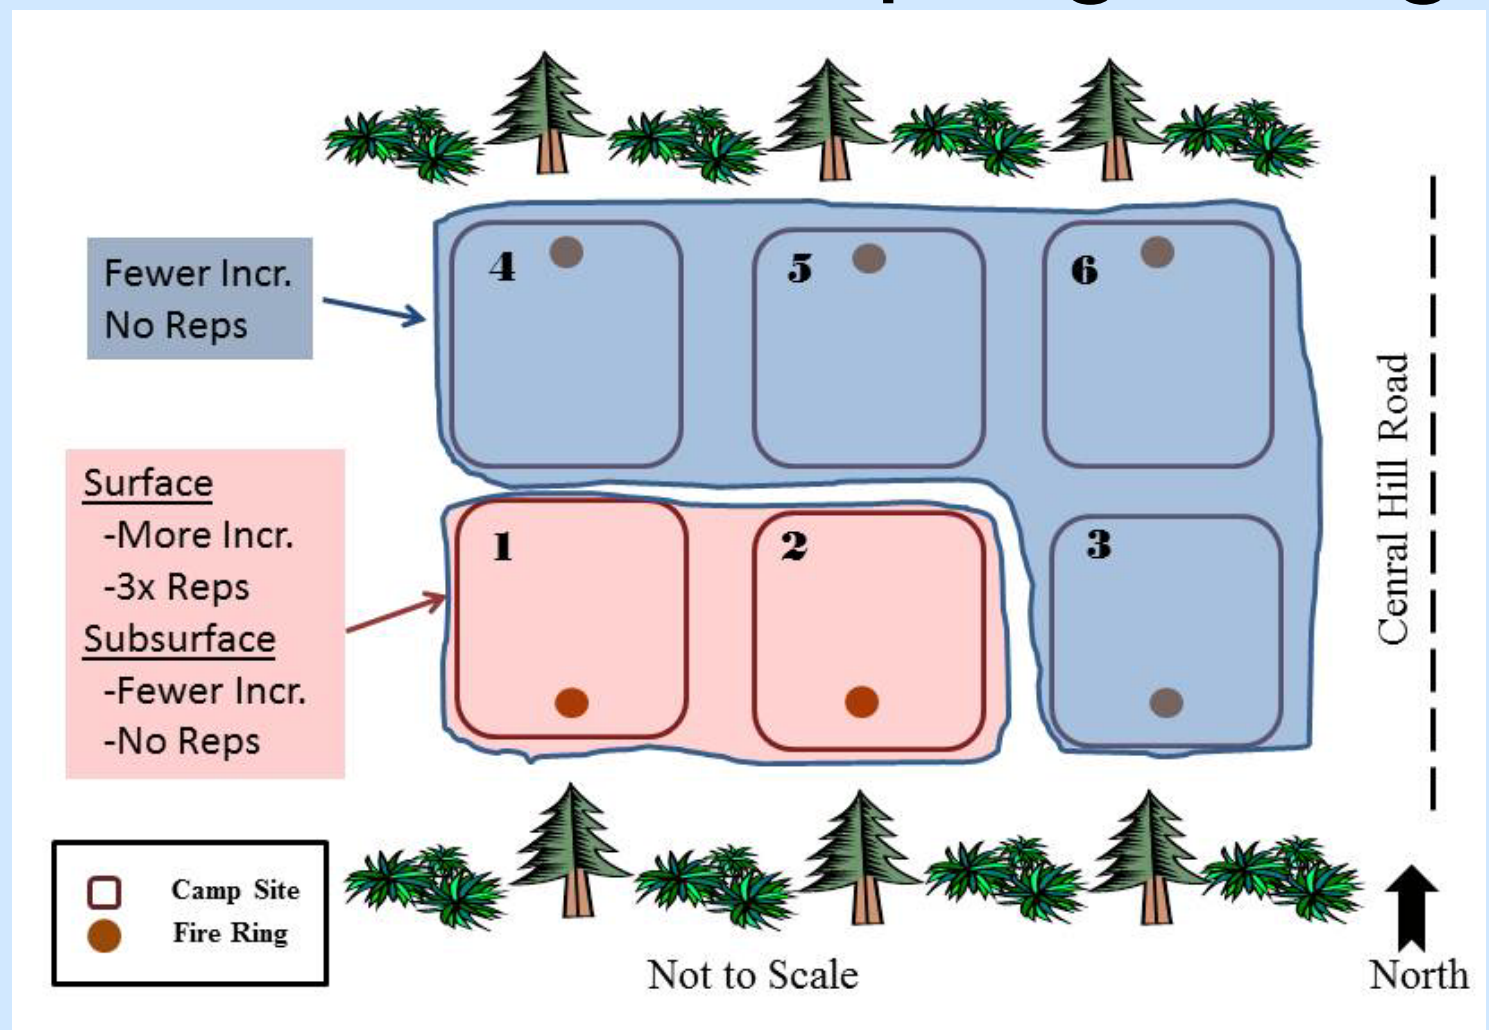 4
5
6
Fewer Incr.
No Reps
Surface
-More Incr.
-3x Reps
Subsurface
-Fewer Incr.
-No Reps
1
2
3
Cenral Hill Road
Camp Site
Fire Ring
Not to Scale
North